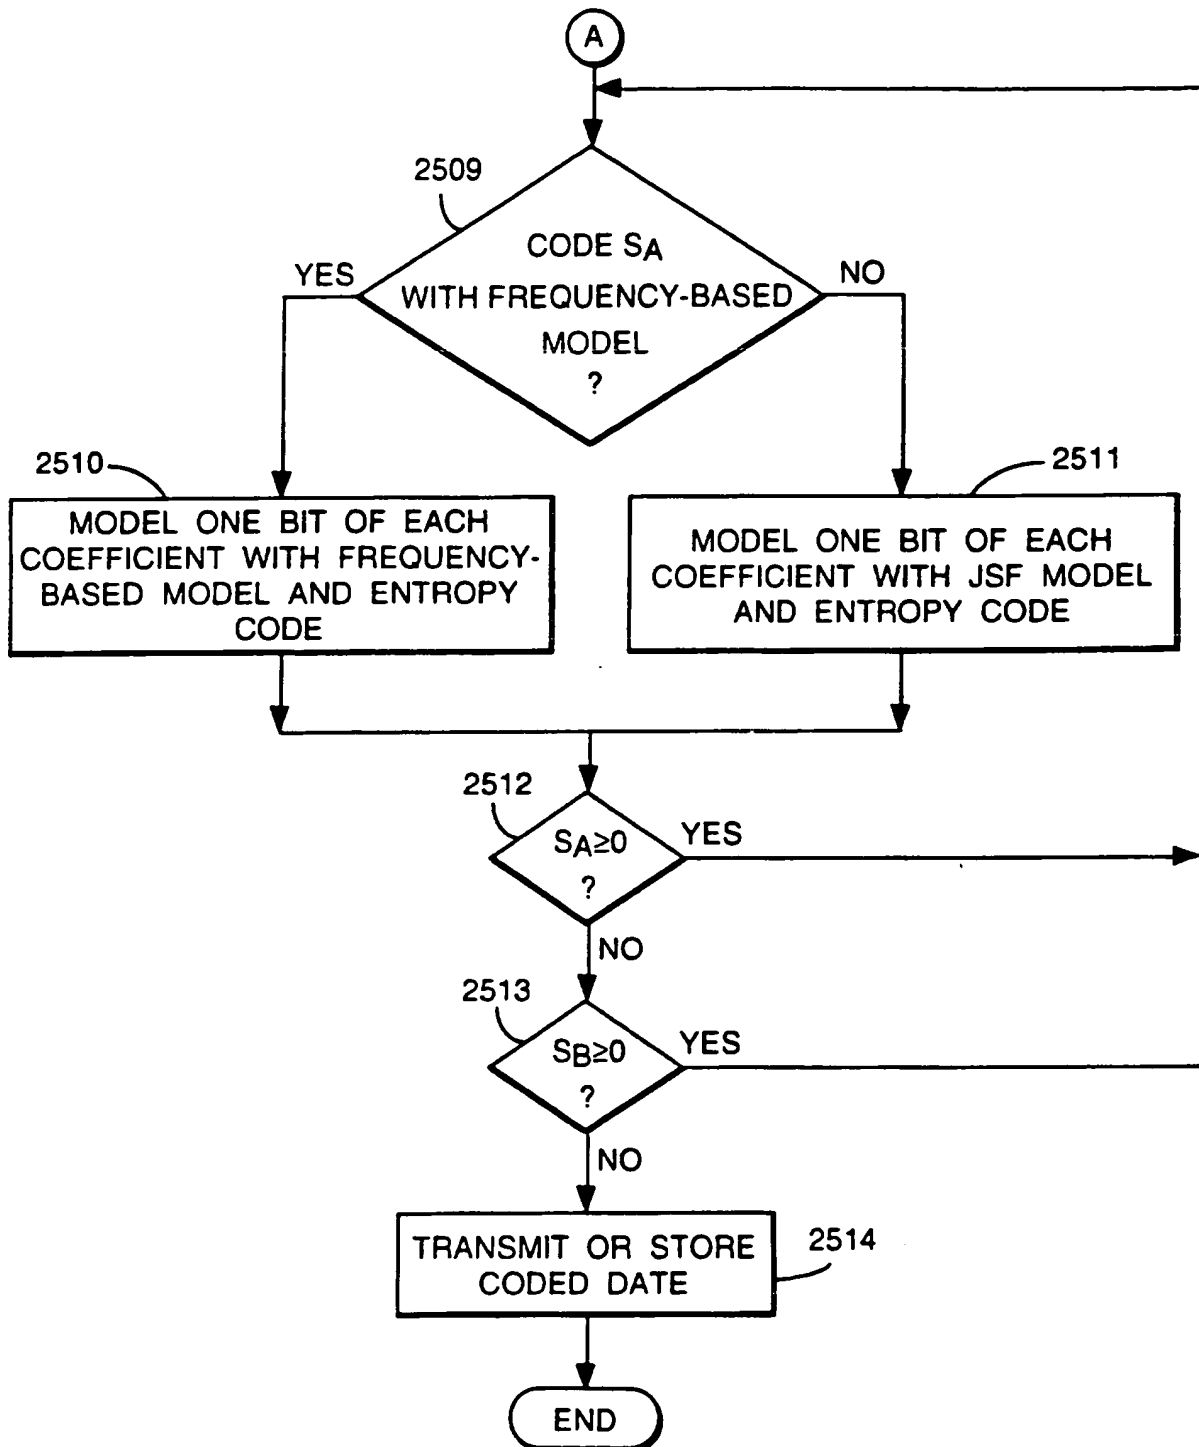 A
2509
CODE SA
YES
NO
WITH FREQUENCY-BASED
MODEL
?
2510
2511
MODEL ONE BIT OF EACH
COEFFICIENT WITH FREQUENCY-
BASED MODEL AND ENTROPY
CODE
MODEL ONE BIT OF EACH
COEFFICIENT WITH JSF MODEL
AND ENTROPY CODE
2512
SA≥0
?
YES
NO
2513
SB≥0
?
YES
NO
TRANSMIT OR STORE
CODED DATE
2514
END